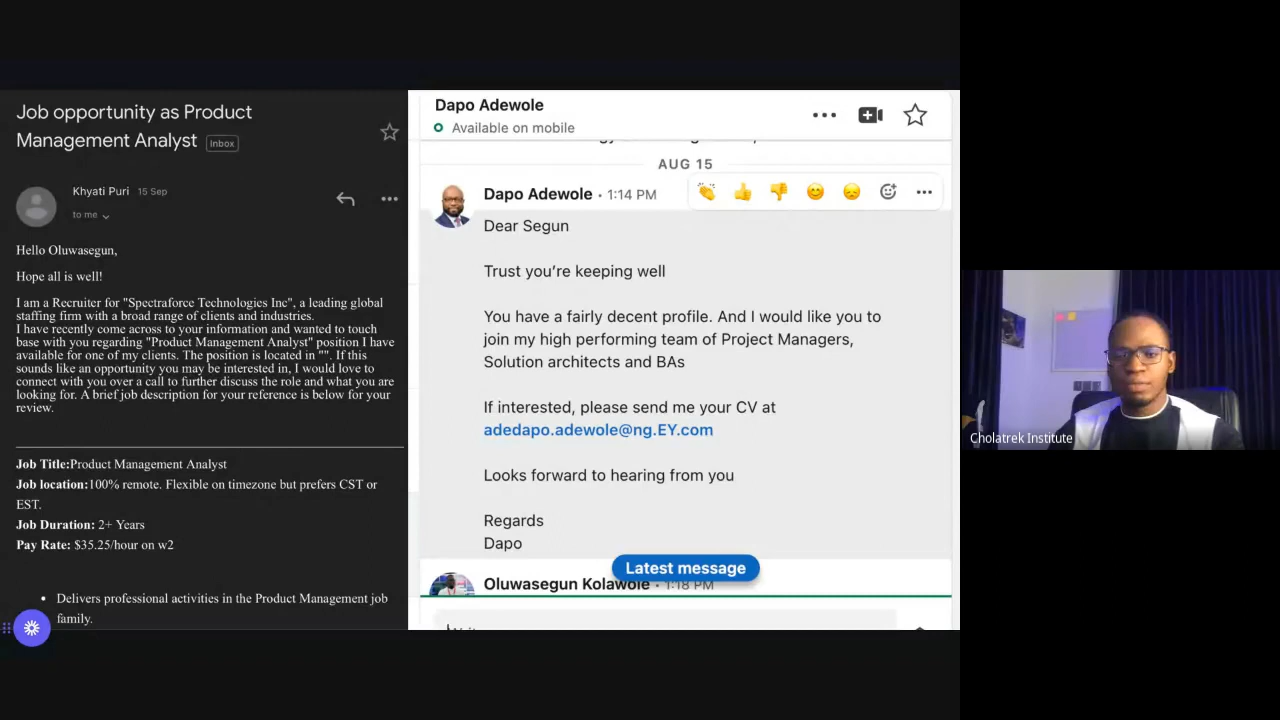 Job opportunity as Product
Management Analyst Inbox
Khyati Puri 15 Sep
to me
Hello Oluwasegun,
Hope all is well!
I am a Recruiter for "Spectraforce Technologies Inc", a leading global
staffing firm with a broad range of clients and industries.
I have recently come across to your information and wanted to touch
base with you regarding "Product Management Analyst" position I have
available for one of my clients. The position is located in "". If this
sounds like an opportunity you may be interested in, I would love to
connect with you over a call to further discuss the role and what you are
looking for. A brief job description for your reference is below for your
review.
Job Title:Product Management Analyst
Job location:100% remote. Flexible on timezone but prefers CST or
EST.
Job Duration: 2+ Years
Pay Rate: $35.25/hour on w2
• Delivers professional activities in the Product Management job
family.
Dapo Adewole
Available on mobile
AUG 15
Dapo Adewole • 1:14 PM
Dear Segun
Trust you’re keeping well
You have a fairly decent profile. And I would like you to
join my high performing team of Project Managers,
Solution architects and BAs
If interested, please send me your CV at
adedapo.adewole@ng.EY.com
Looks forward to hearing from you
Regards
Dapo
Latest message
Oluwasegun Kolawole • 1:18 PM
Cholatrek Institute